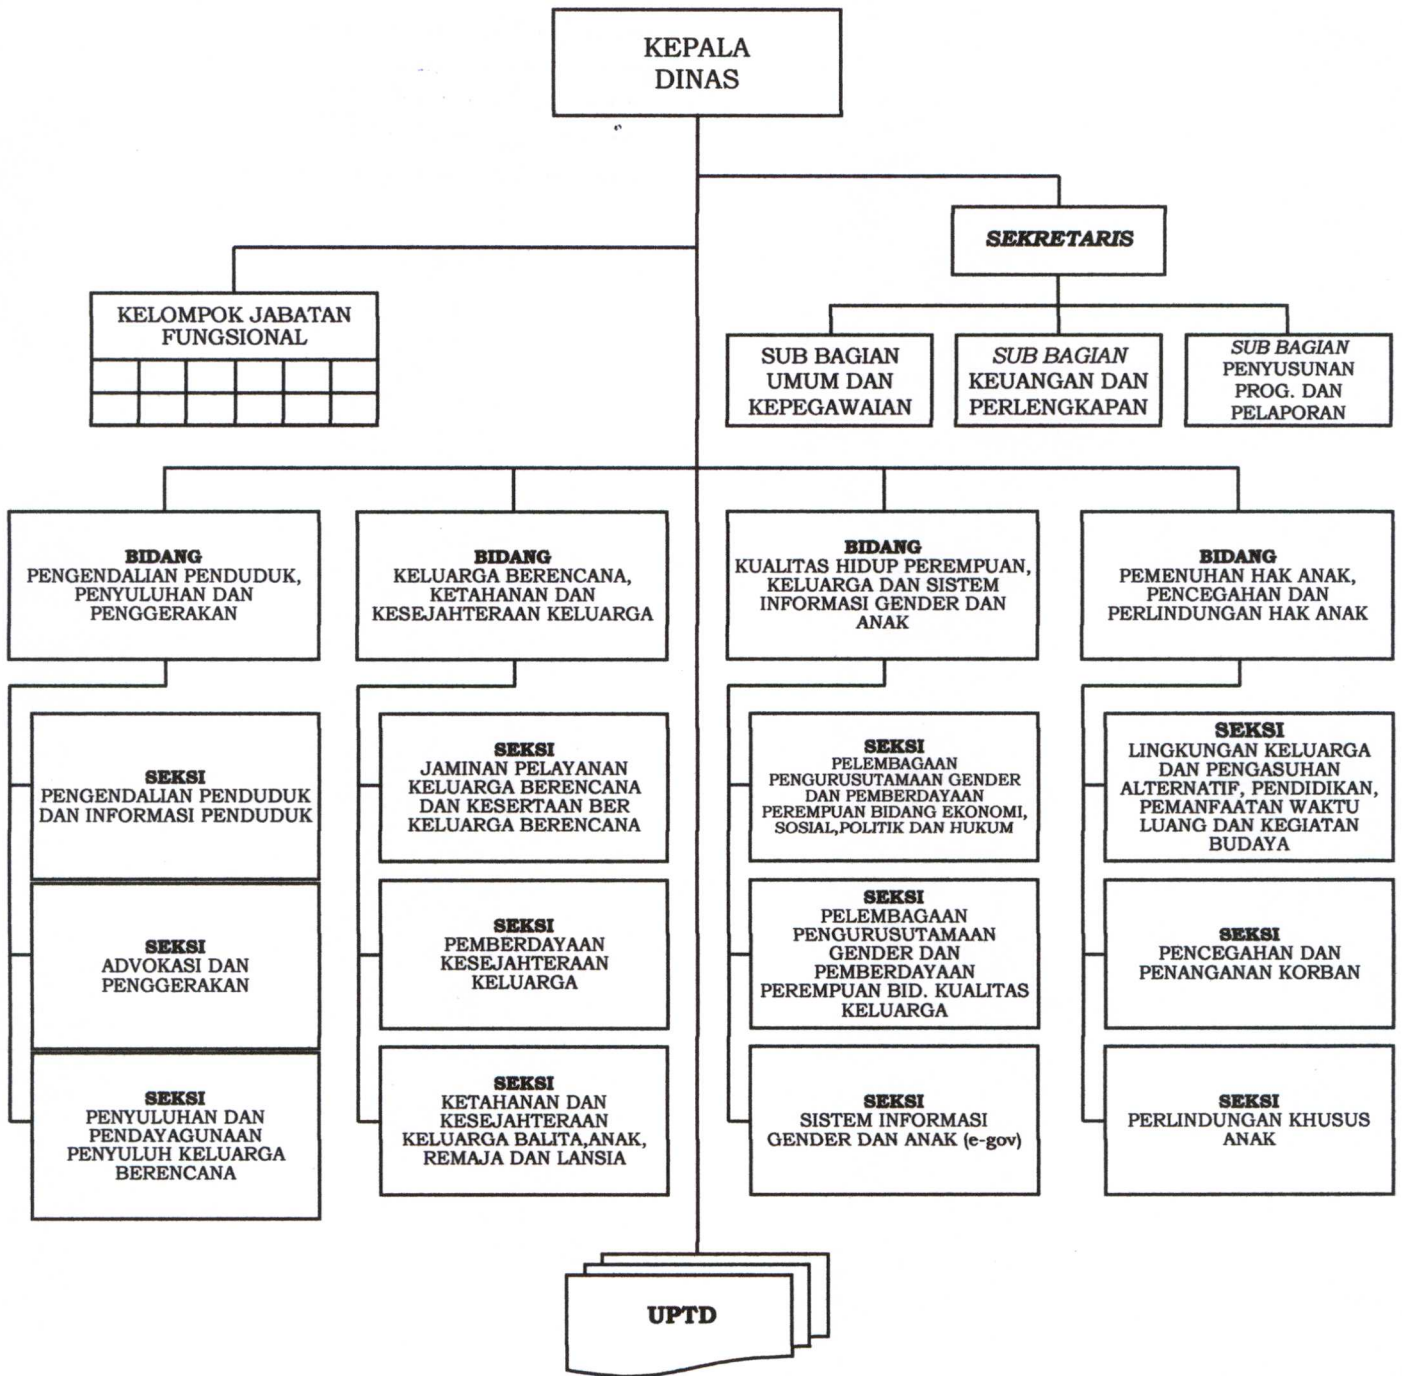 KEPALA
DINAS
SEKRETARIS
KELOMPOK JABATAN
FUNGSIONAL
SUB BAGIAN
UMUM DAN
KEPEGAWAIAN
SUB BAGIAN
KEUANGAN DAN
PERLENGKAPAN
SUB BAGIAN
PENYUSUNAN
PROG. DAN
PELAPORAN
BIDANG
PENGENDALIAN PENDUDUK,
PENYULUHAN DAN
PENGGERAKAN
BIDANG
KELUARGA BERENCANA,
KETAHANAN DAN
KESEJAHTERAAN KELUARGA
BIDANG
KUALITAS HIDUP PEREMPUAN,
KELUARGA DAN SISTEM
INFORMASI GENDER DAN
ANAK
BIDANG
PEMENUHAN HAK ANAK,
PENCEGAHAN DAN
PERLINDUNGAN HAK ANAK
SEKSI
PENGENDALIAN PENDUDUK
DAN INFORMASI PENDUDUK
SEKSI
ADVOKASI DAN
PENGGERAKAN
SEKSI
PENYULUHAN DAN
PENDAYAGUNAAN
PENYULUH KELUARGA
BERENCANA
SEKSI
JAMINAN PELAYANAN
KELUARGA BERENCANA
DAN KESERTAAN BER
KELUARGA BERENCANA
SEKSI
PEMBERDAYAAN
KESEJAHTERAAN
KELUARGA
SEKSI
KETAHANAN DAN
KESEJAHTERAAN
KELUARGA BALITA,ANAK,
REMAJA DAN LANSIA
SEKSI
PELEMBAGAAN
PENGURUSUTAMAAN GENDER
DAN PEMBERDAYAAN
PEREMPUAN BIDANG EKONOMI,
SOSIAL,POLITIK DAN HUKUM
SEKSI
PELEMBAGAAN
PENGURUSUTAMAAN
GENDER DAN
PEMBERDAYAAN
PEREMPUAN BID. KUALITAS
KELUARGA
SEKSI
SISTEM INFORMASI
GENDER DAN ANAK (e-gov)
SEKSI
LINGKUNGAN KELUARGA
DAN PENGASUHAN
ALTERNATIF, PENDIDIKAN,
PEMANFAATAN WAKTU
LUANG DAN KEGIATAN
BUDAYA
SEKSI
PENCEGAHAN DAN
PENANGANAN KORBAN
SEKSI
PERLINDUNGAN KHUSUS
ANAK
UPTD